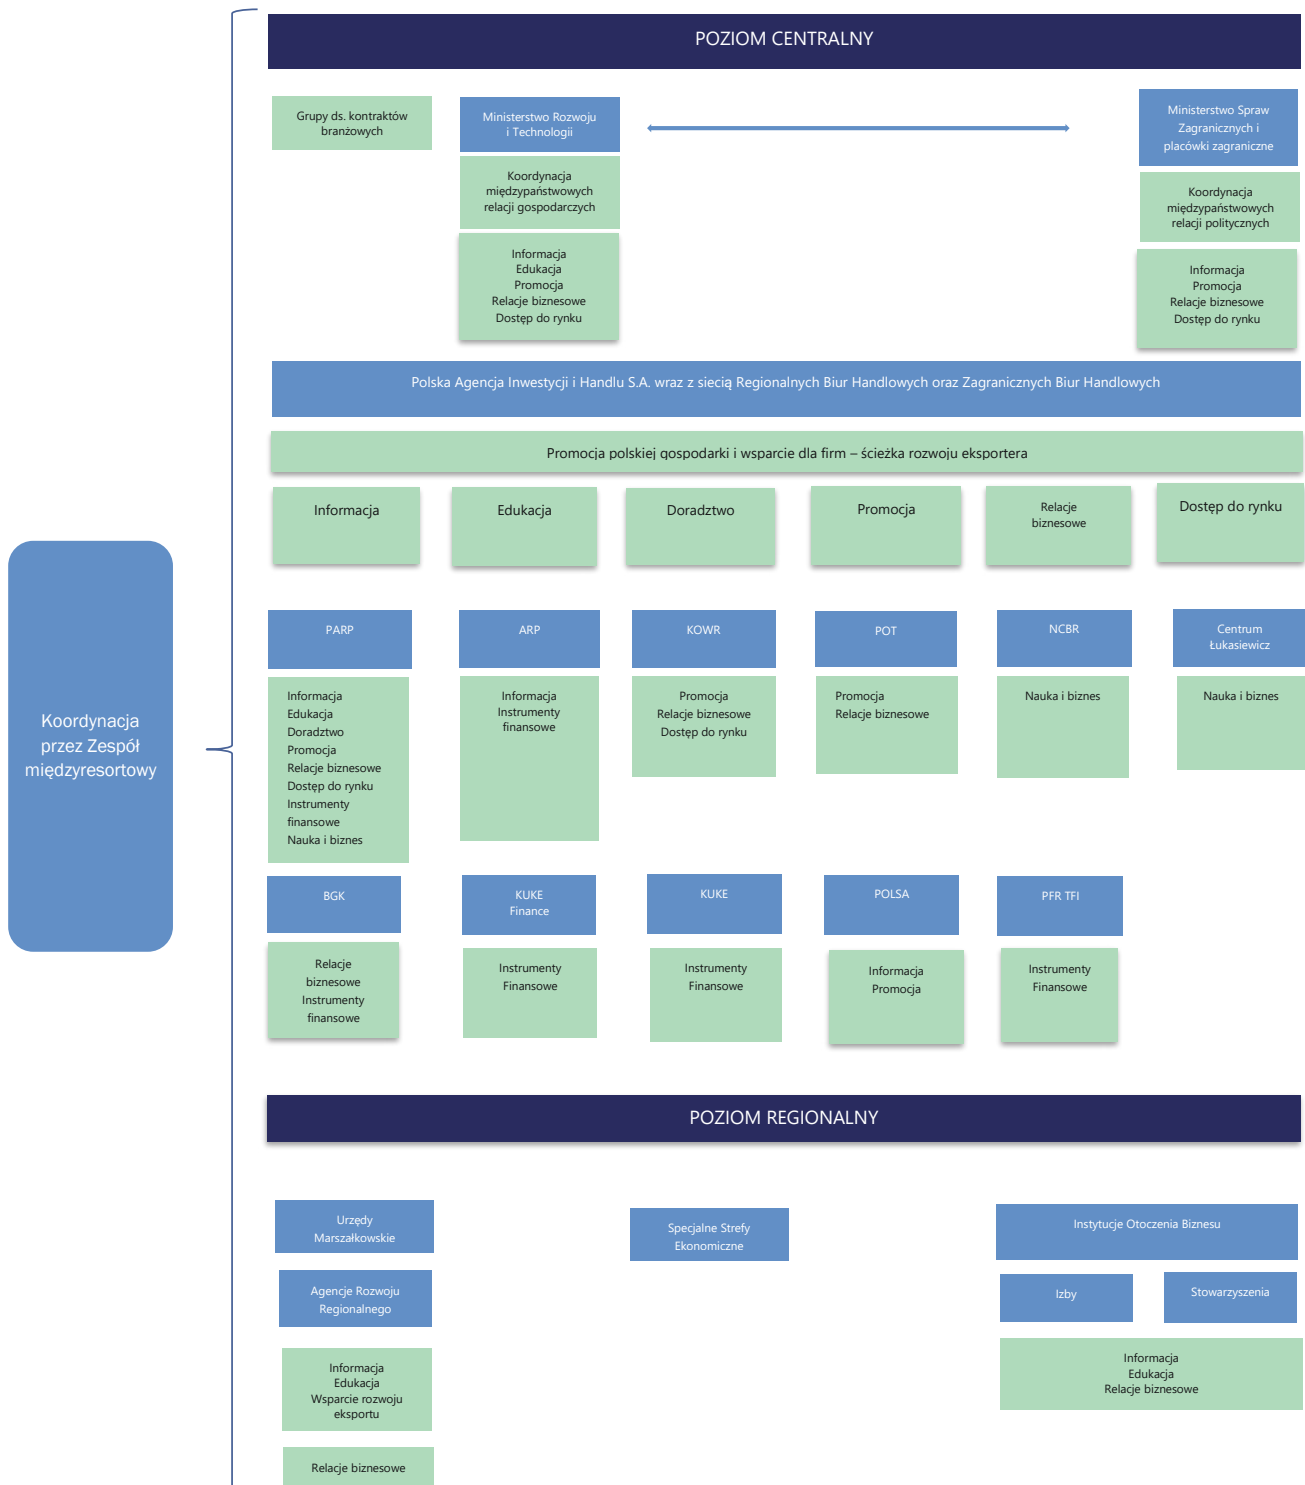 POZIOM CENTRALNY
Grupy ds. kontraktów
branżowych
Ministerstwo Rozwoju
i Technologii
Ministerstwo Spraw
Zagranicznych i
placówki zagraniczne
Koordynacja
międzypaństwowych
relacji gospodarczych
Koordynacja
międzypaństwowych
relacji politycznych
Informacja
Edukacja
Promocja
Relacje biznesowe
Dostęp do rynku
Informacja
Promocja
Relacje biznesowe
Dostęp do rynku
Polska Agencja Inwestycji i Handlu S.A. wraz z siecią Regionalnych Biur Handlowych oraz Zagranicznych Biur Handlowych
Promocja polskiej gospodarki i wsparcie dla firm – ścieżka rozwoju eksportera
Informacja
Edukacja
Doradztwo
Promocja
Relacje
biznesowe
Dostęp do rynku
Koordynacja
przez Zespół
międzyresortowy
PARP
ARP
KOWR
POT
NCBR
Centrum
Łukasiewicz
Informacja
Edukacja
Doradztwo
Promocja
Relacje biznesowe
Dostęp do rynku
Instrumenty
finansowe
Nauka i biznes
Informacja
Instrumenty
finansowe
Promocja
Relacje biznesowe
Dostęp do rynku
Promocja
Relacje biznesowe
Nauka i biznes
Nauka i biznes
BGK
KUKE
Finance
KUKE
POLSA
PFR TFI
Relacje
biznesowe
Instrumenty
finansowe
Instrumenty
Finansowe
Instrumenty
Finansowe
Informacja
Promocja
Instrumenty
Finansowe
POZIOM REGIONALNY
Urzędy
Marszałkowskie
Specjalne Strefy
Ekonomiczne
Instytucje Otoczenia Biznesu
Agencje Rozwoju
Regionalnego
Izby
Stowarzyszenia
Informacja
Edukacja
Wsparcie rozwoju
eksportu
Informacja
Edukacja
Relacje biznesowe
Relacje biznesowe